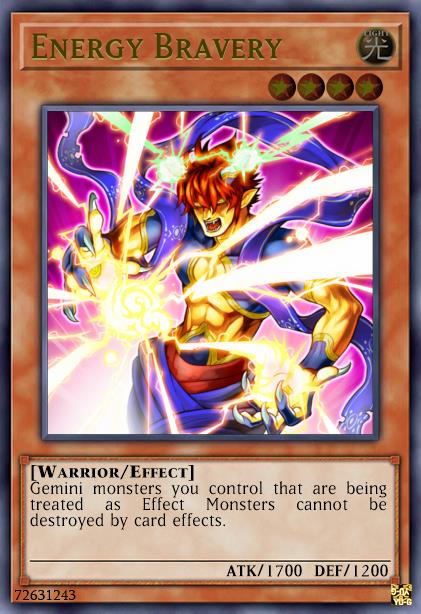 Energy Bravery
LIGHT
光
[Warrior/Effect]
Gemini monsters you control that are being
treated as Effect Monsters cannot be
destroyed by card effects.
ATK/1700 DEF/1200
72631243